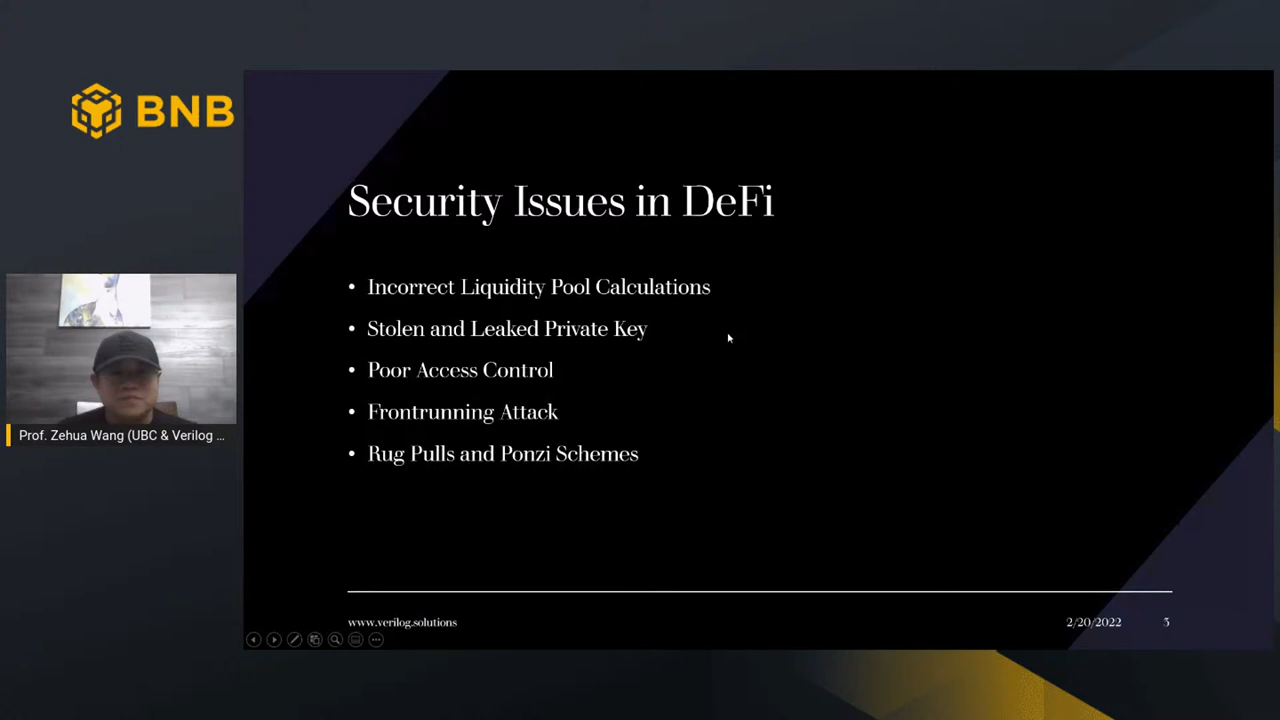 BNB
Security Issues in DeFi
• Incorrect Liquidity Pool Calculations
• Stolen and Leaked Private Key
• Poor Access Control
• Frontrunning Attack
• Rug Pulls and Ponzi Schemes
Prof. Zehua Wang (UBC & Verilog ...
www.verilog.solutions
2/20/2022
3